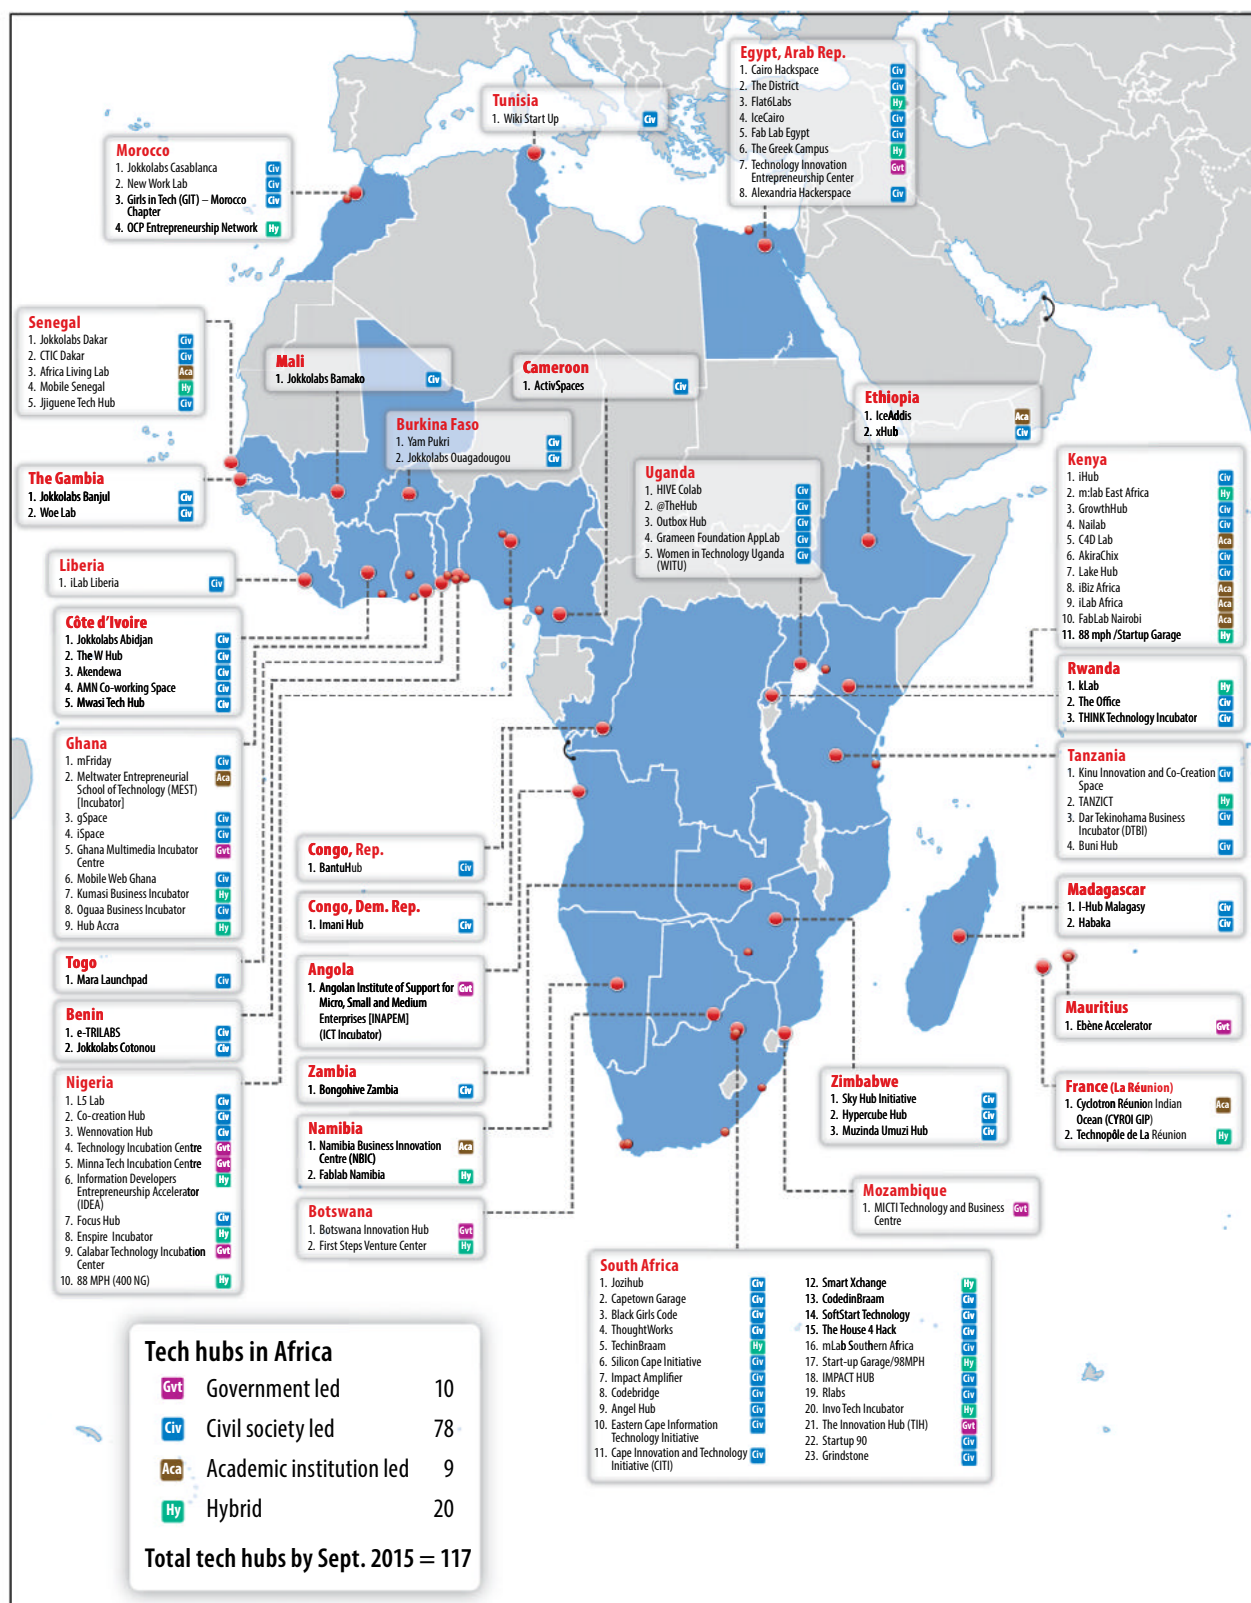 Egypt, Arab Rep.
1. Cairo Hackspace Civ
2. The District Civ
3. Flat6Labs Hy
4. IceCairo Civ
5. Fab Lab Egypt Civ
6. The Greek Campus Hy
7. Technology Innovation Gvt
Entrepreneurship Center
8. Alexandria Hackerspace Civ
Tunisia
1. Wiki Start Up Civ
Morocco
1. Jokkolabs Casablanca Civ
2. New Work Lab Civ
3. Girls in Tech (GIT) – Morocco Civ
Chapter
4. OCP Entrepreneurship Network Hy
Senegal
1. Jokkolabs Dakar Civ
2. CTIC Dakar Civ
3. Africa Living Lab Aca
4. Mobile Senegal Hy
5. Jjiguene Tech Hub Civ
Mali
1. Jokkolabs Bamako Civ
Cameroon
1. ActivSpaces Civ
Burkina Faso
1. Yam Pukri Civ
2. Jokkolabs Ouagadougou Civ
Ethiopia
1. IceAddis Aca
2. xHub Civ
The Gambia
1. Jokkolabs Banjul Civ
2. Woe Lab Civ
Uganda
1. HIVE Colab Civ
2. @TheHub Civ
3. Outbox Hub Civ
4. Grameen Foundation AppLab Civ
5. Women in Technology Uganda Civ
(WITU)
Kenya
1. iHub Civ
2. m:lab East Africa Hy
3. GrowthHub Civ
4. Nailab Civ
5. C4D Lab Aca
6. AkiraChix Civ
7. Lake Hub Civ
8. iBiz Africa Aca
9. iLab Africa Aca
10. FabLab Nairobi Aca
11. 88 mph /Startup Garage Hy
Liberia
1. iLab Liberia Civ
Côte d'Ivoire
1. Jokkolabs Abidjan Civ
2. The W Hub Civ
3. Akendewa Civ
4. AMN Co-working Space Civ
5. Mwasi Tech Hub Civ
Rwanda
1. kLab Hy
2. The Office Civ
3. THINK Technology Incubator Civ
Ghana
1. mFriday Civ
2. Meltwater Entrepreneurial Aca
School of Technology (MEST)
[Incubator]
3. gSpace Civ
4. iSpace Civ
5. Ghana Multimedia Incubator Gvt
Centre
6. Mobile Web Ghana Civ
7. Kumasi Business Incubator Hy
8. Oguaa Business Incubator Civ
9. Hub Accra Hy
Tanzania
1. Kinu Innovation and Co-Creation Civ
Space
2. TANZICT Hy
3. Dar Tekinohama Business Civ
Incubator (DTBI)
4. Buni Hub Civ
Congo, Rep.
1. BantuHub Civ
Congo, Dem. Rep.
1. Imani Hub Civ
Madagascar
1. I-Hub Malagasy Civ
2. Habaka Civ
Togo
1. Mara Launchpad Civ
Angola
1. Angolan Institute of Support for Gvt
Micro, Small and Medium
Enterprises [INAPEM]
(ICT Incubator)
Benin
1. e-TRILABS Civ
2. Jokkolabs Cotonou Civ
Mauritius
1. Ebène Accelerator Gvt
Nigeria
1. L5 Lab Civ
2. Co-creation Hub Civ
3. Wennovation Hub Civ
4. Technology Incubation Centre Gvt
5. Minna Tech Incubation Centre Gvt
6. Information Developers Hy
Entrepreneurship Accelerator
(IDEA)
7. Focus Hub Civ
8. Enspire Incubator Hy
9. Calabar Technology Incubation Gvt
Center
10. 88 MPH (400 NG) Hy
Zambia
1. Bongohive Zambia Civ
Namibia
1. Namibia Business Innovation Aca
Centre (NBIC)
2. Fablab Namibia Hy
Botswana
1. Botswana Innovation Hub Gvt
2. First Steps Venture Center Hy
Zimbabwe
1. Sky Hub Initiative Civ
2. Hypercube Hub Civ
3. Muzinda Umuzi Hub Civ
France (La Réunion)
1. Cyclotron Réunion Indian Aca
Ocean (CYROI GIP)
2. Technopôle de La Réunion Hy
Mozambique
1. MICTI Technology and Business Gvt
Centre
South Africa
1. Jozihub Civ
2. Capetown Garage Civ
3. Black Girls Code Civ
4. ThoughtWorks Civ
5. TechinBraam Hy
6. Silicon Cape Initiative Civ
7. Impact Amplifier Civ
8. Codebridge Civ
9. Angel Hub Civ
10. Eastern Cape Information Civ
Technology Initiative
11. Cape Innovation and Technology Civ
Initiative (CITI)
12. Smart Xchange Hy
13. CodedinBraam Civ
14. SoftStart Technology Civ
15. The House 4 Hack Civ
16. mLab Southern Africa Civ
17. Start-up Garage/98MPH Hy
18. IMPACT HUB Civ
19. Rlabs Civ
20. Invo Tech Incubator Hy
21. The Innovation Hub (TIH) Gvt
22. Startup 90 Civ
23. Grindstone Civ
Tech hubs in Africa
Gvt Government led 10
Civ Civil society led 78
Aca Academic institution led 9
Hy Hybrid 20
Total tech hubs by Sept. 2015 = 117